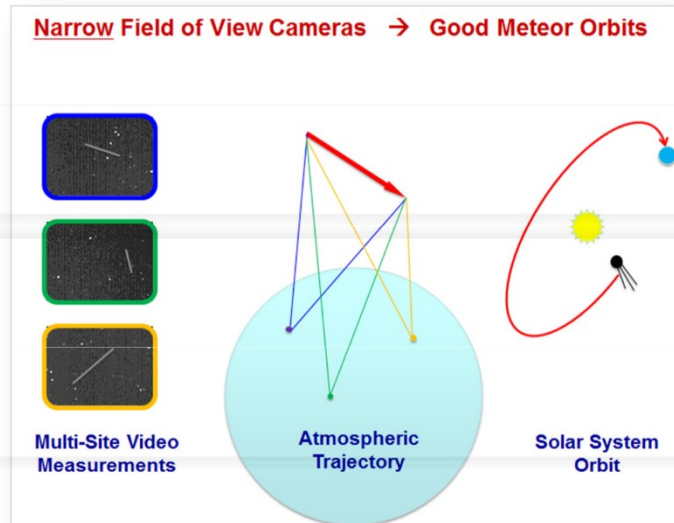 Narrow Field of View Cameras → Good Meteor Orbits
Multi-Site Video
Measurements
Atmospheric
Trajectory
Solar System
Orbit